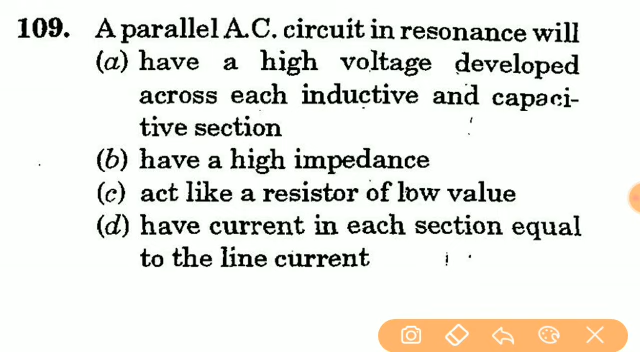 109. A parallel A.C. circuit in resonance will
(a) have a high voltage developed
across each inductive and capaci-
tive section
(b) have a high impedance
(c) act like a resistor of low value
(d) have current in each section equal
to the line current